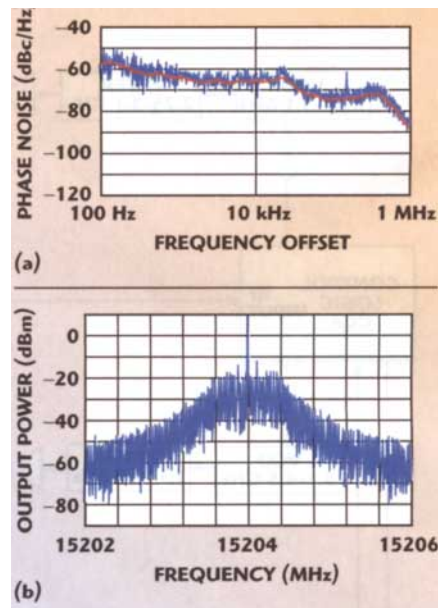 PHASE NOISE (dBc/Hz)
−40
−60
−80
−100
−120
100 Hz
10 kHz
1 MHz
FREQUENCY OFFSET
(a)
OUTPUT POWER (dBm)
0
−20
−40
−60
−80
15202
15204
15206
FREQUENCY (MHz)
(b)